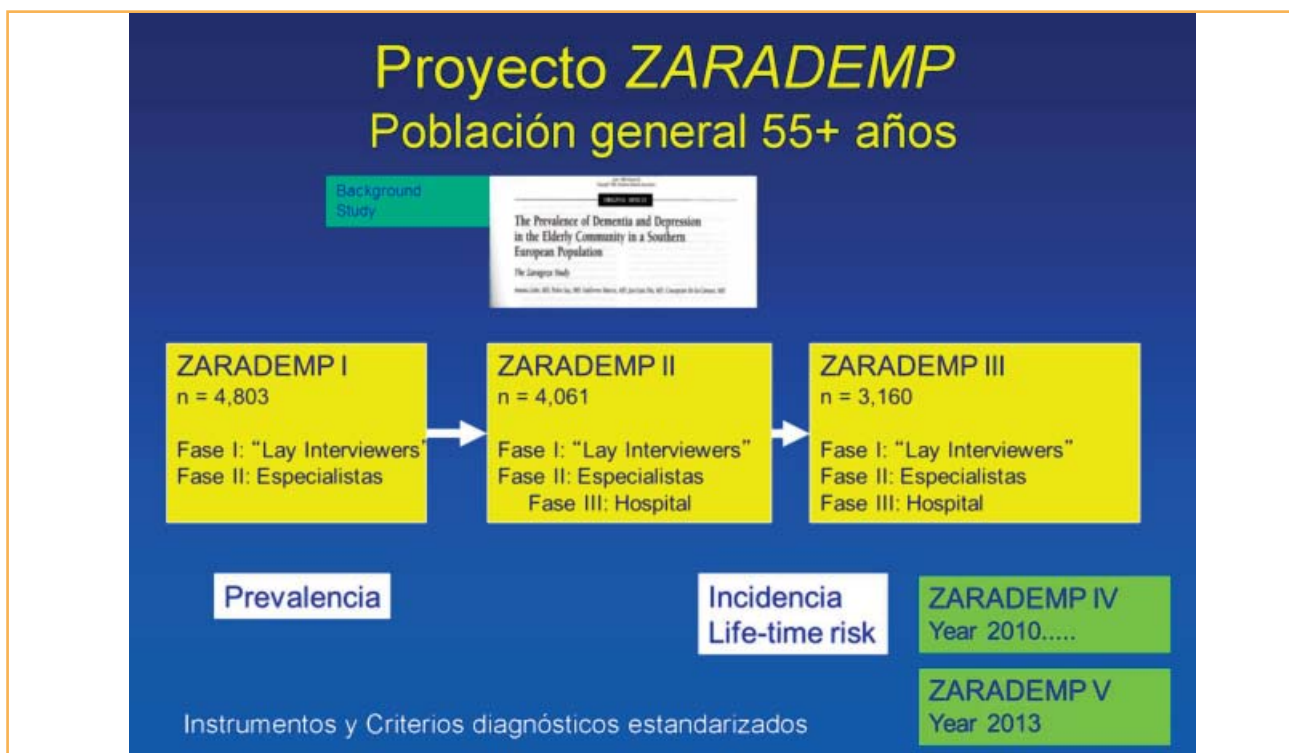 Proyecto ZARADEMP
Población general 55+ años
Background
Study
ORIGINAL ARTICLE
The Prevalence of Dementia and Depression
in the Elderly Community in a Southern
European Population
The Zaragoza Study
ZARADEMP I
n = 4,803
Fase I: “Lay Interviewers”
Fase II: Especialistas
ZARADEMP II
n = 4,061
Fase I: “Lay Interviewers”
Fase II: Especialistas
Fase III: Hospital
ZARADEMP III
n = 3,160
Fase I: “Lay Interviewers”
Fase II: Especialistas
Fase III: Hospital
Prevalencia
Incidencia
Life-time risk
ZARADEMP IV
Year 2010.....
ZARADEMP V
Year 2013
Instrumentos y Criterios diagnósticos estandarizados